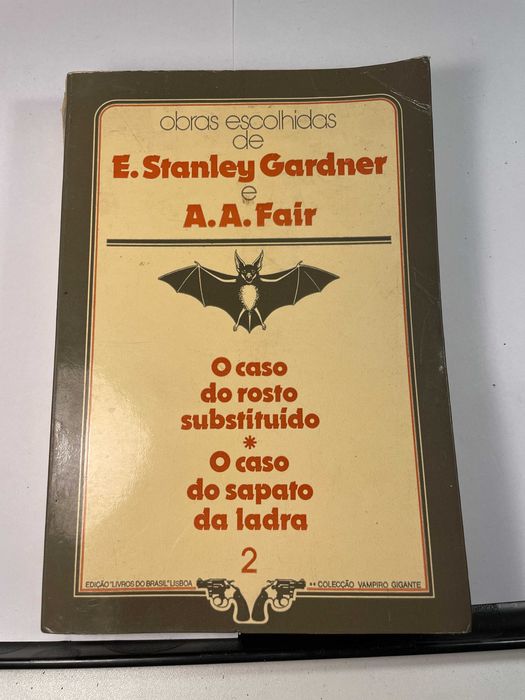 obras escolhidas
de
E. Stanley Gardner
e
A. A. Fair
O caso
do rosto
substituído
*
O caso
do sapato
da ladra
2
EDIÇÃO "LIVROS DO BRASIL" LISBOA
** COLECÇÃO VAMPIRO GIGANTE